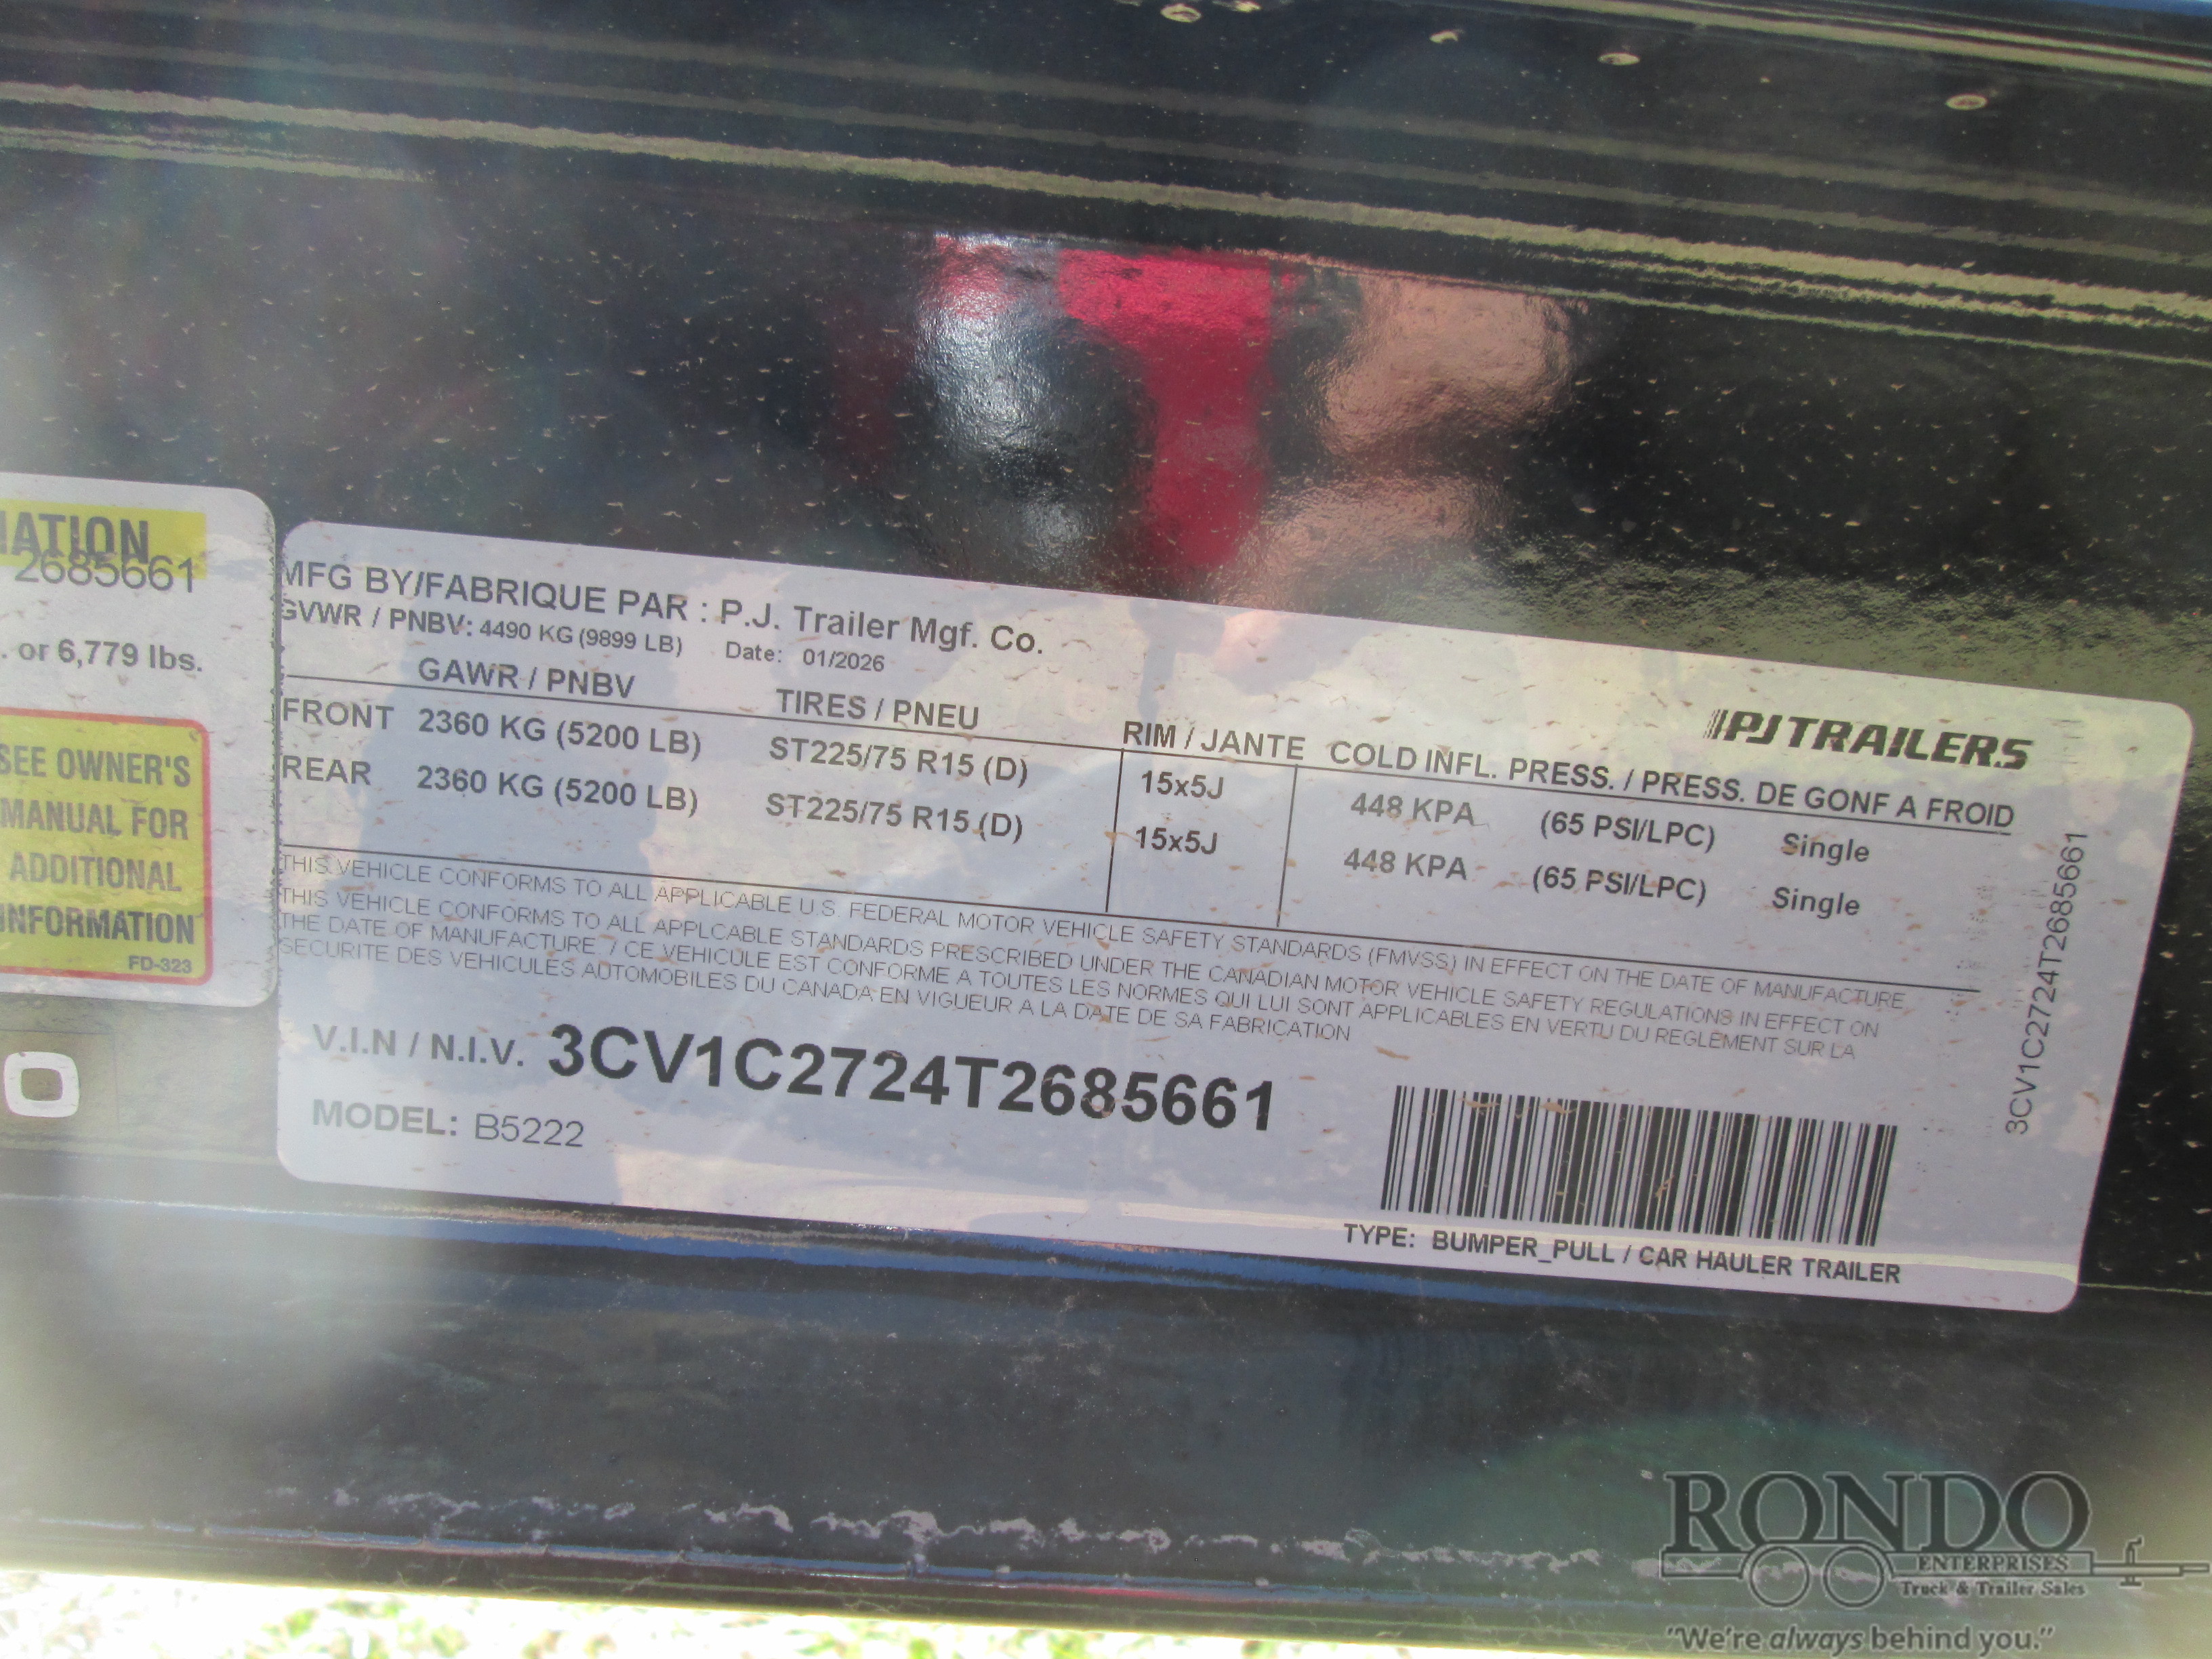 IATION
2685661
. or 6,779 lbs.
SEE OWNER'S
MANUAL FOR
ADDITIONAL
INFORMATION
FD-323
MFG BY/FABRIQUE PAR : P.J. Trailer Mgf. Co.
GVWR / PNBV: 4490 KG (9899 LB) Date: 01/2026
PJ TRAILERS
GAWR / PNBV TIRES / PNEU RIM / JANTE COLD INFL. PRESS. / PRESS. DE GONF A FROID
FRONT 2360 KG (5200 LB) ST225/75 R15 (D) 15x5J 448 KPA (65 PSI/LPC) Single
REAR 2360 KG (5200 LB) ST225/75 R15 (D) 15x5J 448 KPA (65 PSI/LPC) Single
THIS VEHICLE CONFORMS TO ALL APPLICABLE U.S. FEDERAL MOTOR VEHICLE SAFETY STANDARDS (FMVSS) IN EFFECT ON THE DATE OF MANUFACTURE
THIS VEHICLE CONFORMS TO ALL APPLCABLE STANDARDS PRESCRIBED UNDER THE CANADIAN MOTOR VEHICLE SAFETY REGULATIONS IN EFFECT ON
THE DATE OF MANUFACTURE / CE VEHICULE EST CONFORME A TOUTES LES NORMES QUI LUI SONT APPLICABLES EN VERTU DU REGLEMENT SUR LA
SECURITE DES VEHICULES AUTOMOBILES DU CANADA EN VIGUEUR A LA DATE DE SA FABRICATION
V.I.N / N.I.V. 3CV1C2724T2685661
MODEL: B5222
TYPE: BUMPER_PULL / CAR HAULER TRAILER
3CV1C2724T2685661
RONDO
ENTERPRISES
Truck & Trailer Sales
"We're always behind you."